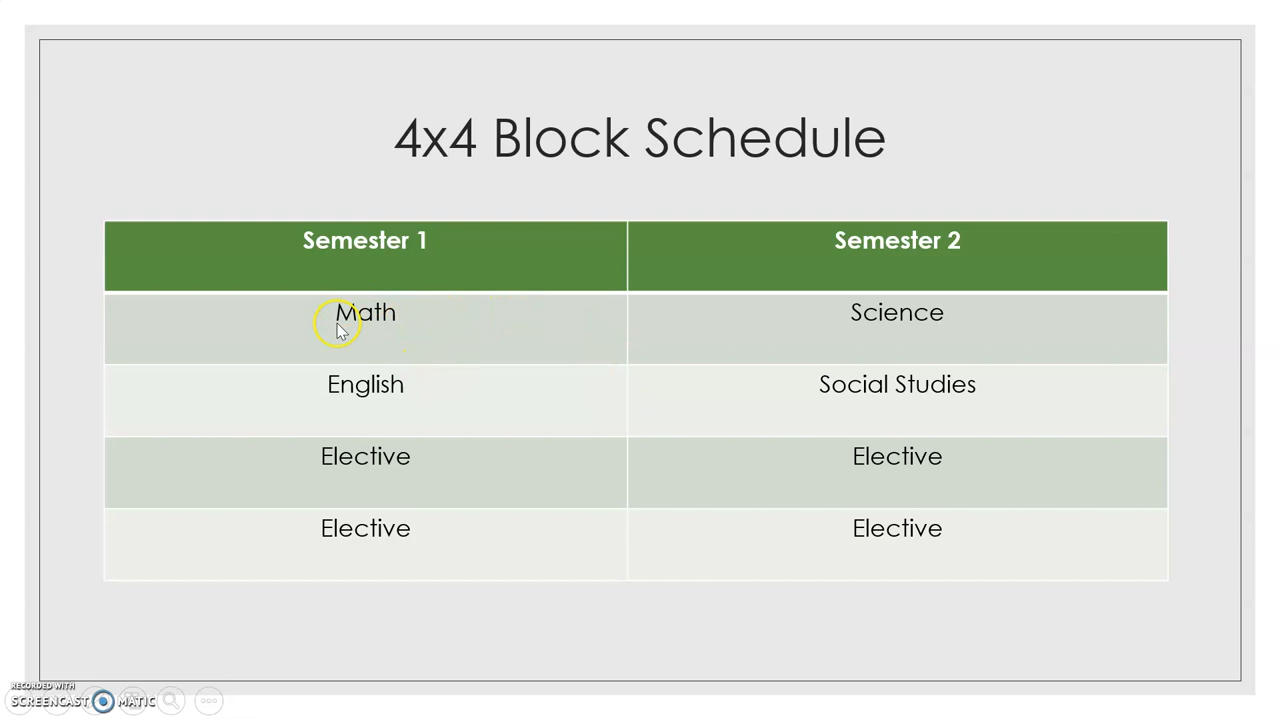 4x4 Block Schedule
Semester 1 Semester 2
Math Science
English Social Studies
Elective Elective
Elective Elective
RECORDED WITH
SCREENCAST MATIC